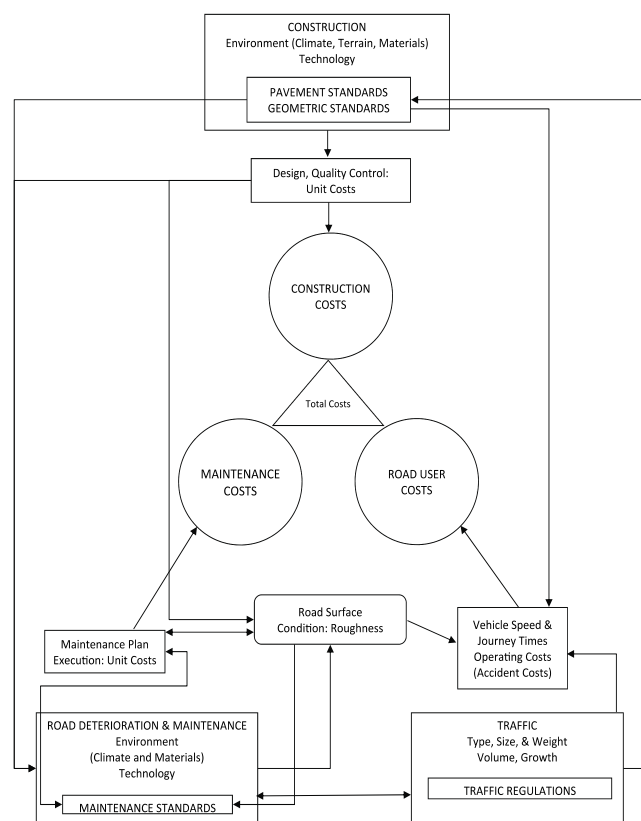 CONSTRUCTION
Environment (Climate, Terrain, Materials)
Technology
PAVEMENT STANDARDS
GEOMETRIC STANDARDS
Design, Quality Control:
Unit Costs
CONSTRUCTION
COSTS
Total Costs
MAINTENANCE
COSTS
ROAD USER
COSTS
Road Surface
Condition: Roughness
Maintenance Plan
Execution: Unit Costs
Vehicle Speed &
Journey Times
Operating Costs
(Accident Costs)
ROAD DETERIORATION & MAINTENANCE
Environment
(Climate and Materials)
Technology
MAINTENANCE STANDARDS
TRAFFIC
Type, Size, & Weight
Volume, Growth
TRAFFIC REGULATIONS